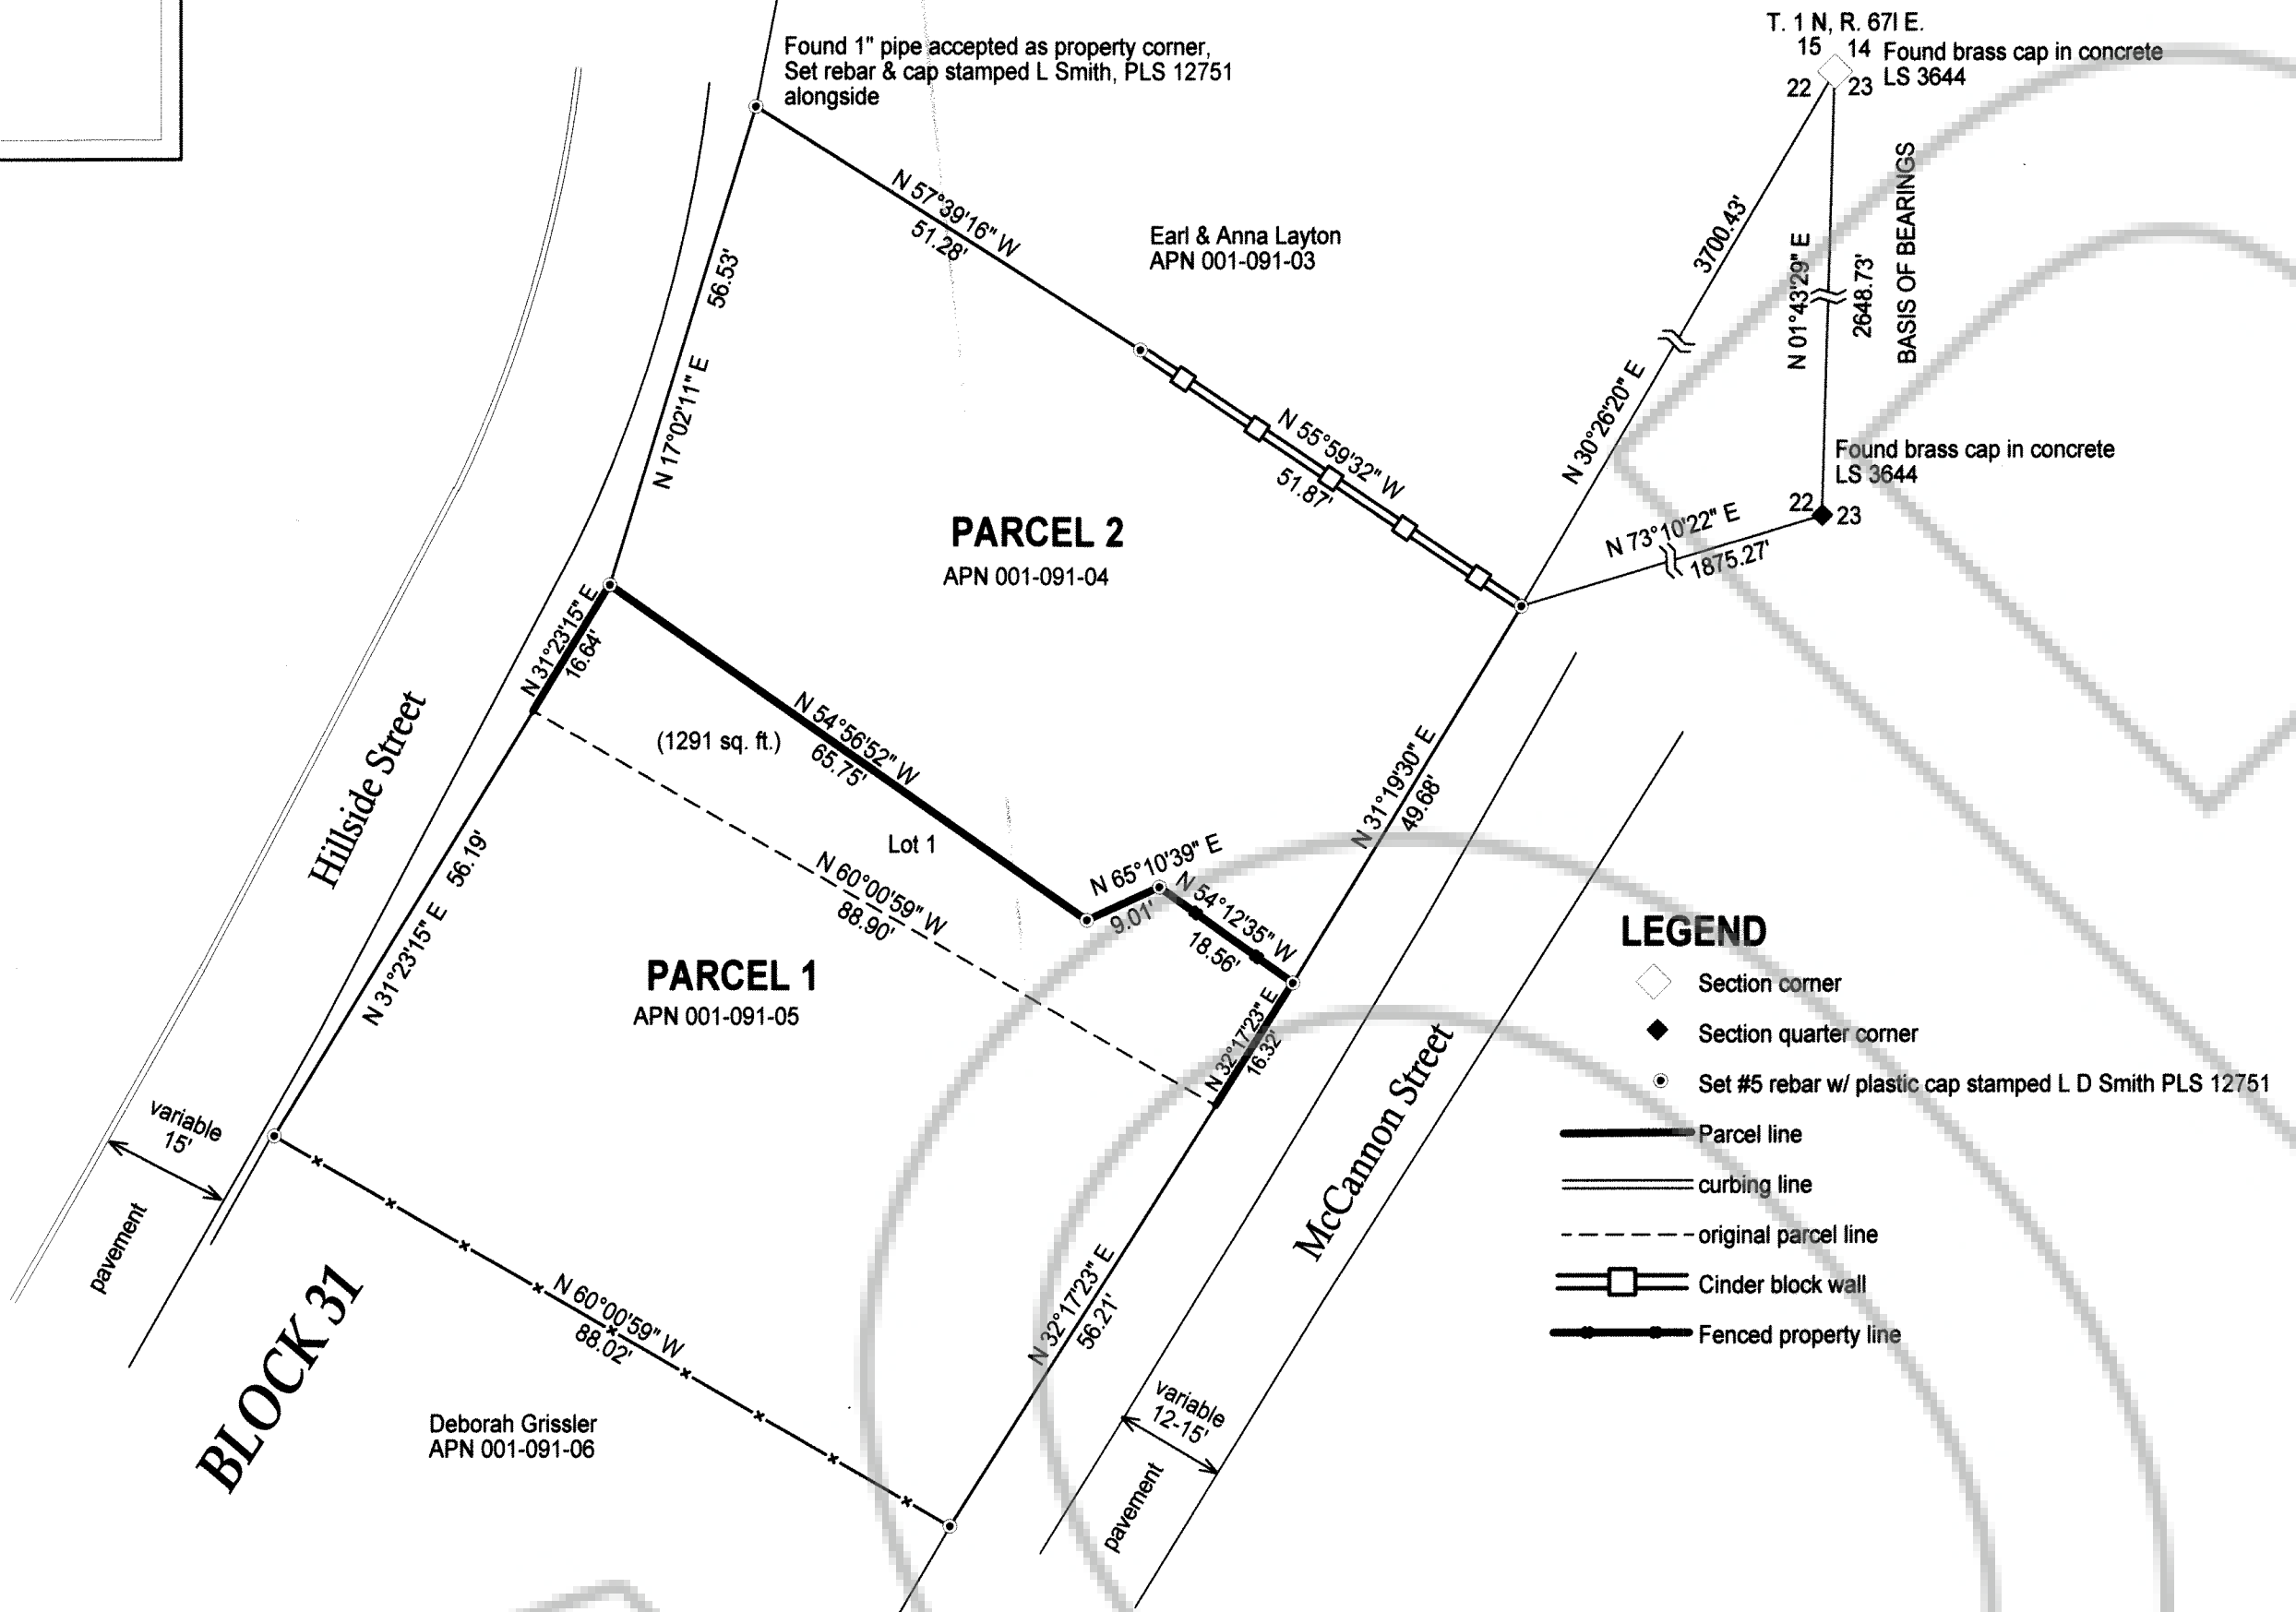 T. 1 N, R. 67I E.
15
14
22
23
Found brass cap in concrete
LS 3644
Found 1" pipe accepted as property corner,
Set rebar & cap stamped L Smith, PLS 12751
alongside
N 57°39'16" W
51.28'
Earl & Anna Layton
APN 001-091-03
3700.43'
N 30°26'20" E
N 01°43'29" E
2648.73'
BASIS OF BEARINGS
56.53'
N 17°02'11" E
N 55°59'32" W
51.87'
Found brass cap in concrete
LS 3644
22
23
N 73°10'22" E
1875.27'
PARCEL 2
APN 001-091-04
N 31°23'15" E
16.64'
N 54°56'52" W
65.75'
(1291 sq. ft.)
Lot 1
Hillside Street
N 31°19'30" E
49.68'
N 65°10'39" E
9.01'
N 54°12'35" W
18.56'
N 60°00'59" W
88.90'
56.19'
N 31°23'15" E
PARCEL 1
APN 001-091-05
N 32°17'23" E
16.32'
McCannon Street
LEGEND
Section corner
Section quarter corner
Set #5 rebar w/ plastic cap stamped L D Smith PLS 12751
Parcel line
curbing line
original parcel line
Cinder block wall
Fenced property line
variable
15'
pavement
BLOCK 31
N 60°00'59" W
88.02'
N 32°17'23" E
56.21'
Deborah Grissler
APN 001-091-06
variable
12-15'
pavement